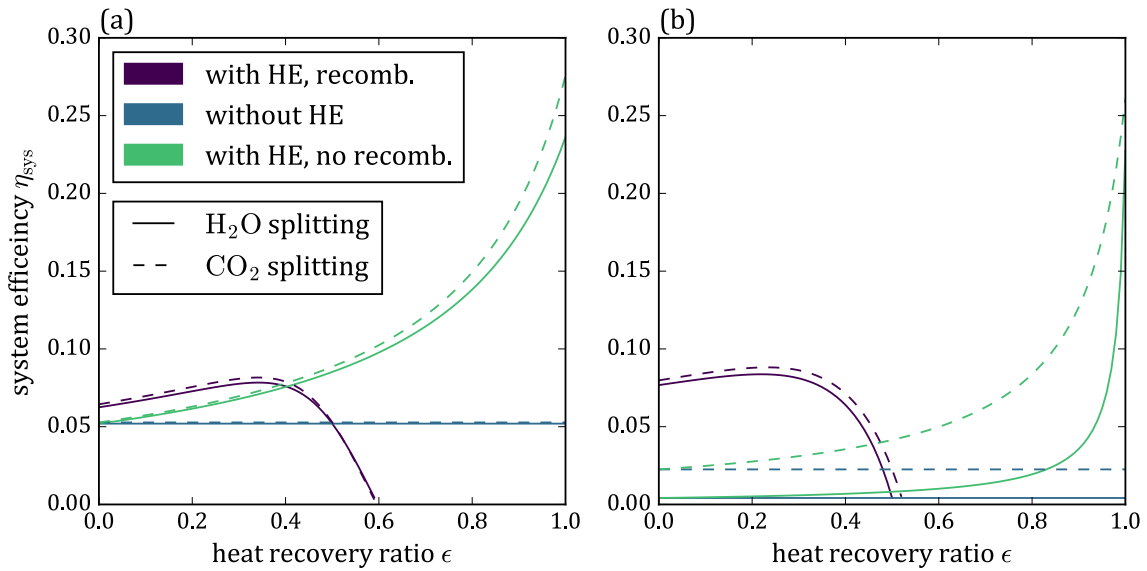 (a)
0.30
0.25
0.20
0.15
0.10
0.05
0.00
system efficeincy η_sys
with HE, recomb.
without HE
with HE, no recomb.
H₂O splitting
CO₂ splitting
0.0 0.2 0.4 0.6 0.8 1.0
heat recovery ratio ϵ
(b)
0.30
0.25
0.20
0.15
0.10
0.05
0.00
0.0 0.2 0.4 0.6 0.8 1.0
heat recovery ratio ϵ